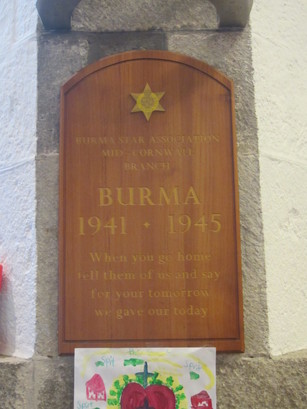 BURMA STAR ASSOCIATION
MID-CORNWALL
BRANCH
BURMA
1941 · 1945
When you go home
tell them of us and say
for your tomorrow
we gave our today